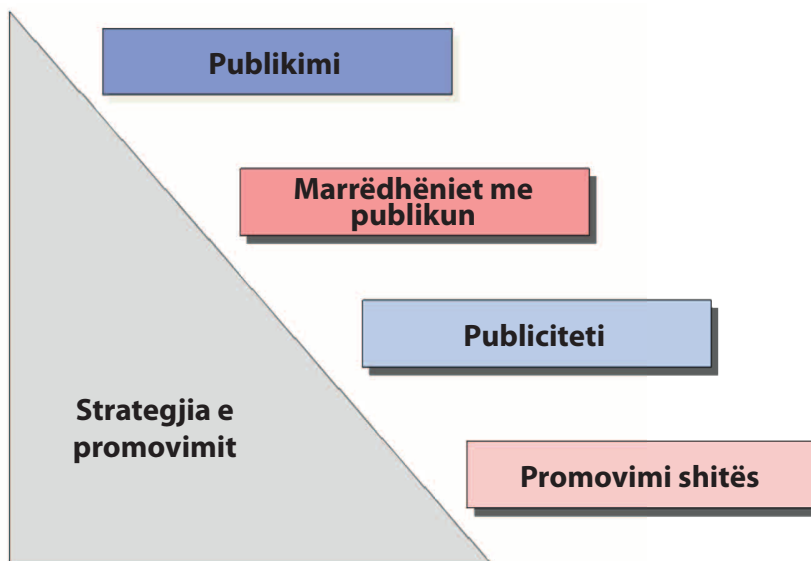 Publikimi
Marrëdhëniet me
publikun
Publiciteti
Strategjia e
promovimit
Promovimi shitës